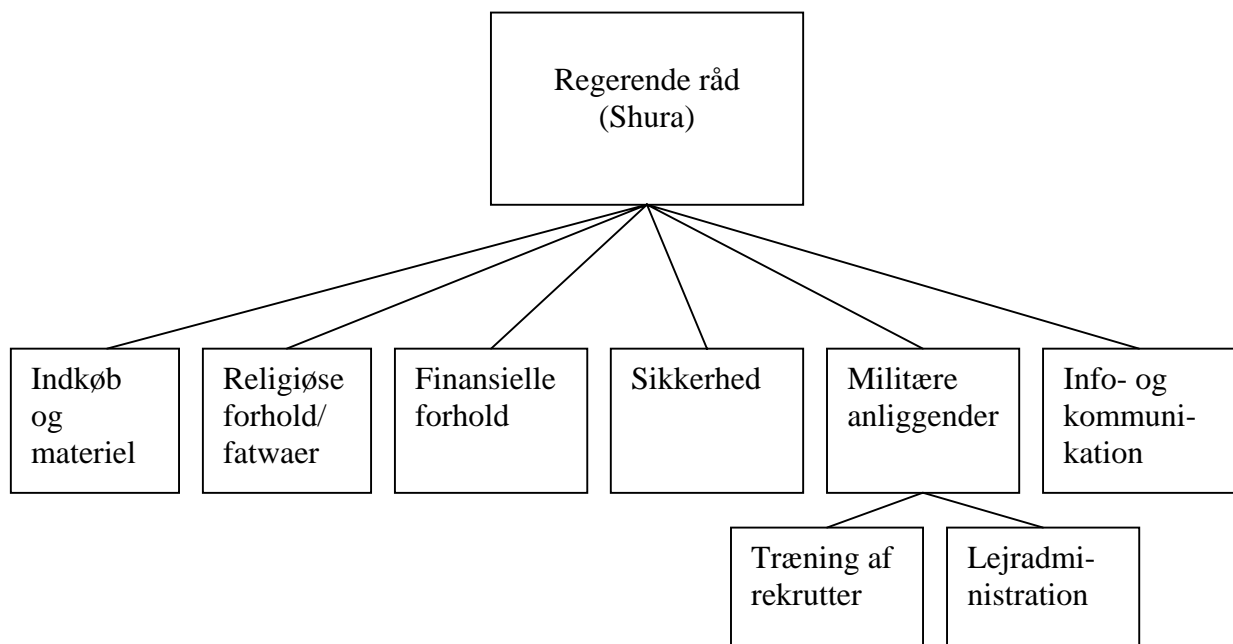 Regerende råd
(Shura)
Indkøb
og
materiel
Religiøse
forhold/
fatwaer
Finansielle
forhold
Sikkerhed
Militære
anliggender
Info- og
kommuni-
kation
Træning af
rekrutter
Lejradmi-
nistration